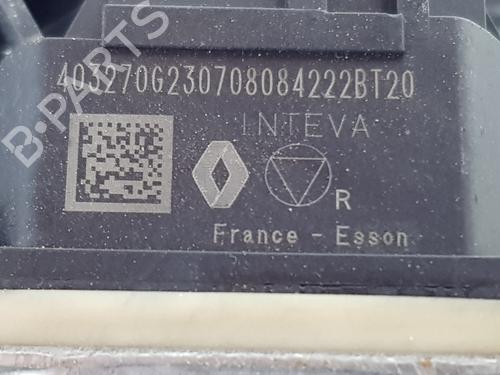 403270G230708084222BT20
INTEVA
R
France - Esson
B-PARTS